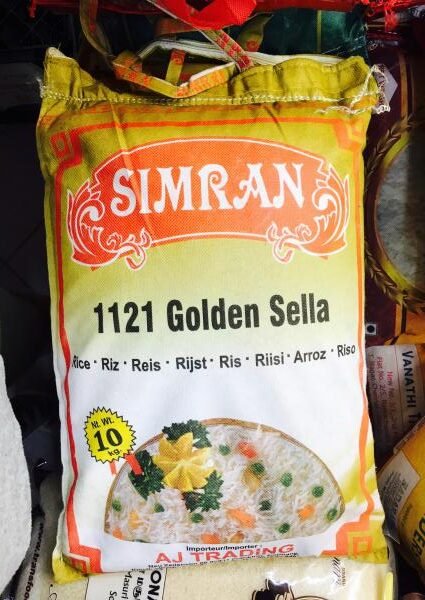 SIMRAN
1121 Golden Sella
Rice · Riz · Reis · Rijst · Ris · Riisi · Arroz · Riso
Nt. Wt.
10
kg.
Importeur/Importer :
AJ TRADING
VANATHI